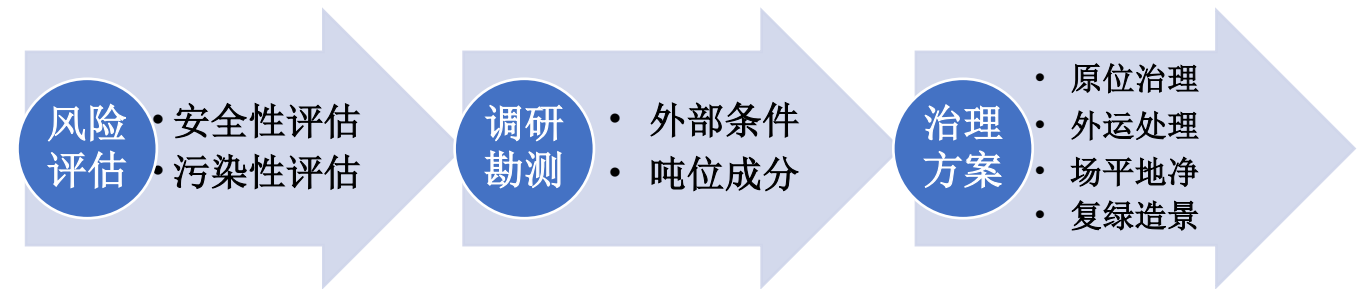 风险
评估
• 安全性评估
• 污染性评估
调研
勘测
• 外部条件
• 吨位成分
治理
方案
• 原位治理
• 外运处理
• 场平地净
• 复绿造景